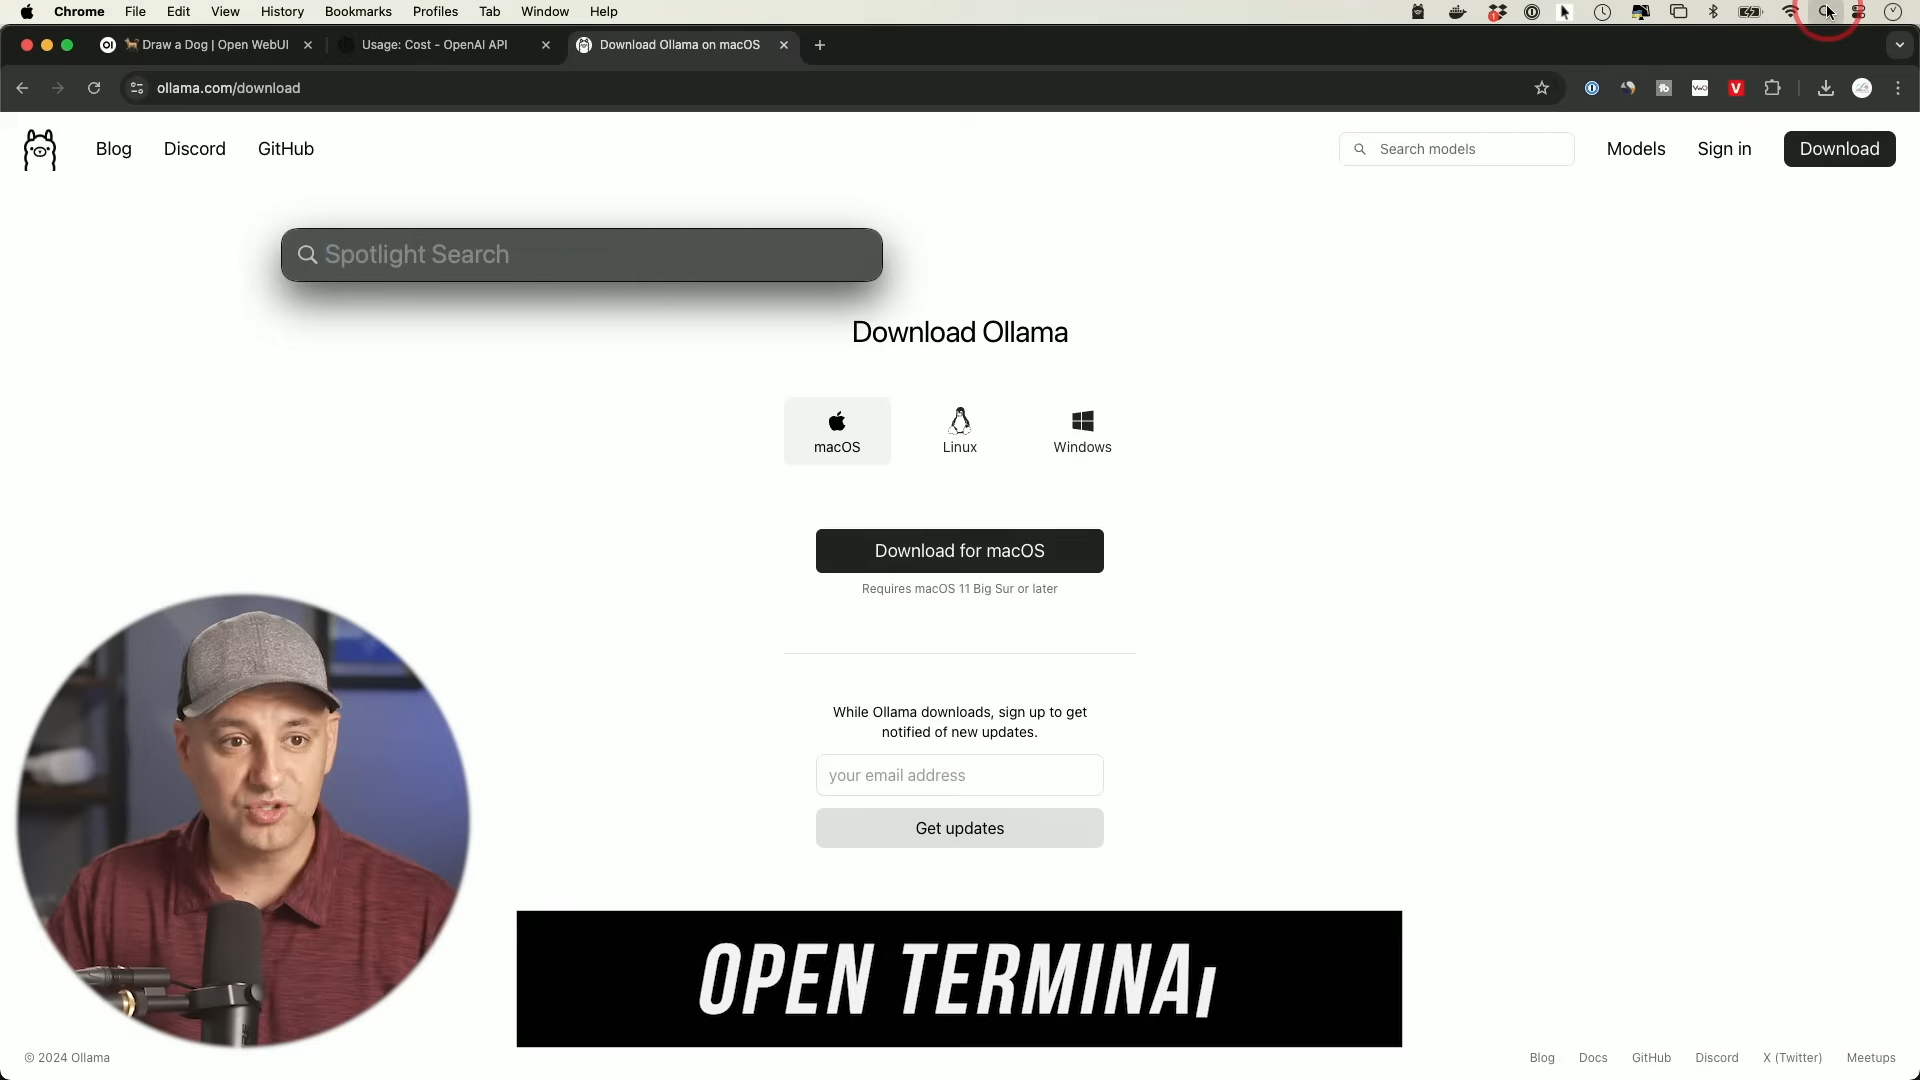 Chrome File Edit View History Bookmarks Profiles Tab Window Help
Draw a Dog | Open WebUI
Usage: Cost - OpenAI API
Download Ollama on macOS
ollama.com/download
Blog Discord GitHub
Search models
Models Sign in Download
Spotlight Search
Download Ollama
macOS Linux Windows
Download for macOS
Requires macOS 11 Big Sur or later
While Ollama downloads, sign up to get
notified of new updates.
your email address
Get updates
OPEN TERMINA
© 2024 Ollama
Blog Docs GitHub Discord X (Twitter) Meetups